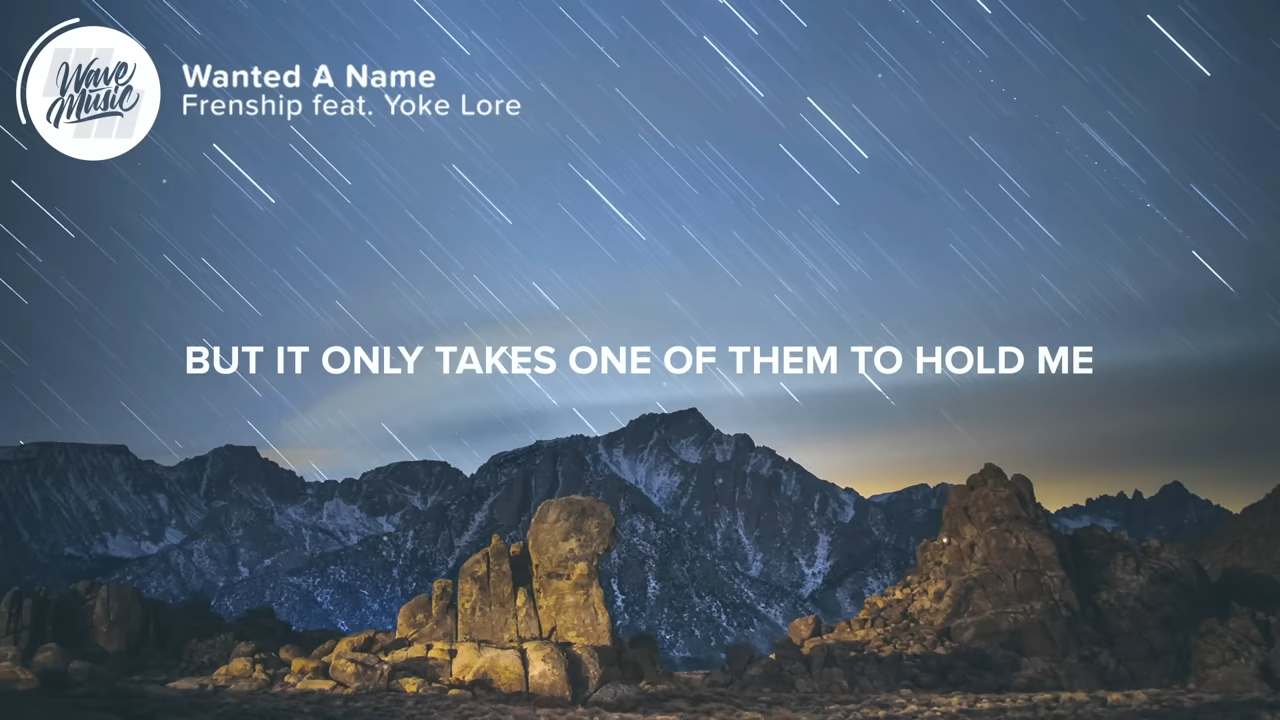 Wave
Music
Wanted A Name
Frenship feat. Yoke Lore
BUT IT ONLY TAKES ONE OF THEM TO HOLD ME